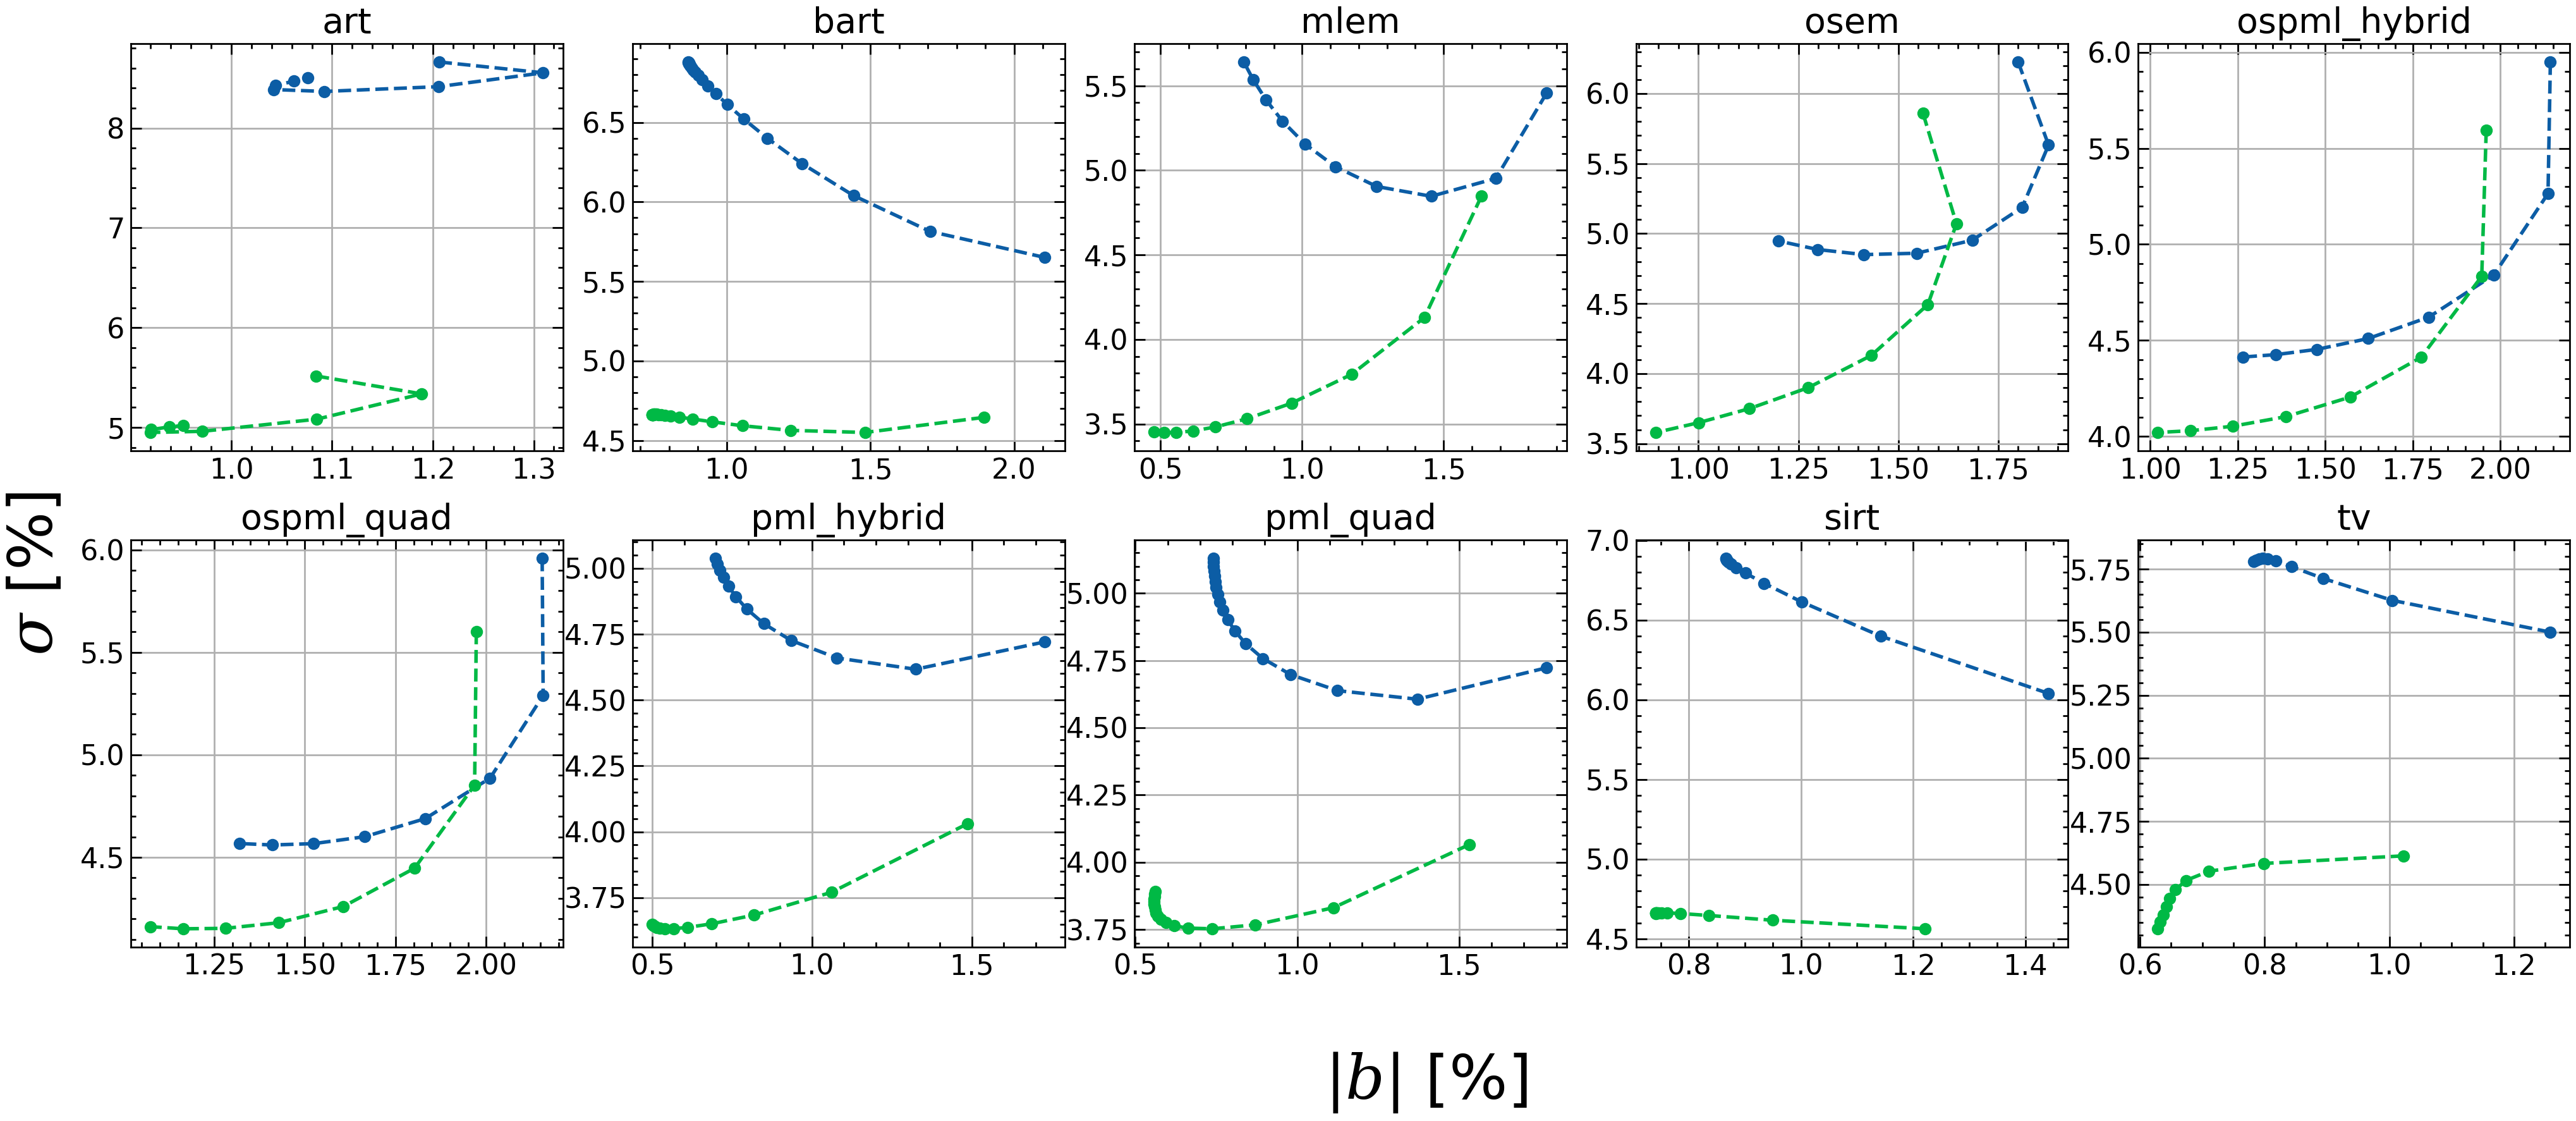 art bart mlem osem ospml_hybrid
8 7 6 5
1.0 1.1 1.2 1.3
6.5 6.0 5.5 5.0 4.5
1.0 1.5 2.0
5.5 5.0 4.5 4.0 3.5
0.5 1.0 1.5
6.0 5.5 5.0 4.5 4.0 3.5
1.00 1.25 1.50 1.75
6.0 5.5 5.0 4.5 4.0
1.00 1.25 1.50 1.75 2.00
σ [%]
ospml_quad pml_hybrid pml_quad sirt tv
6.0 5.5 5.0 4.5
1.25 1.50 1.75 2.00
5.00 4.75 4.50 4.25 4.00 3.75
0.5 1.0 1.5
5.00 4.75 4.50 4.25 4.00 3.75
0.5 1.0 1.5
7.0 6.5 6.0 5.5 5.0 4.5
0.8 1.0 1.2 1.4
5.75 5.50 5.25 5.00 4.75 4.50
0.6 0.8 1.0 1.2
|b| [%]